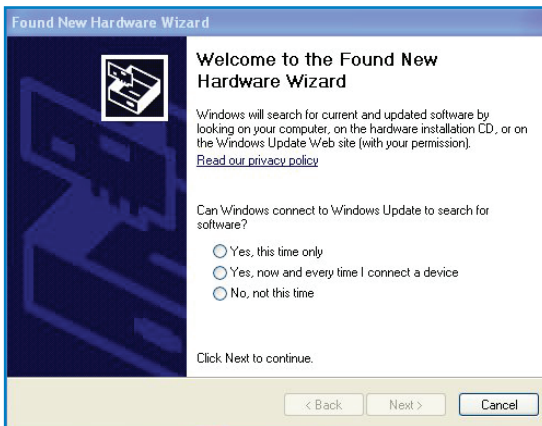 Found New Hardware Wizard
Welcome to the Found New
Hardware Wizard
Windows will search for current and updated software by
looking on your computer, on the hardware installation CD, or on
the Windows Update Web site (with your permission).
Read our privacy policy
Can Windows connect to Windows Update to search for
software?
Yes, this time only
Yes, now and every time I connect a device
No, not this time
Click Next to continue.
< Back Next > Cancel